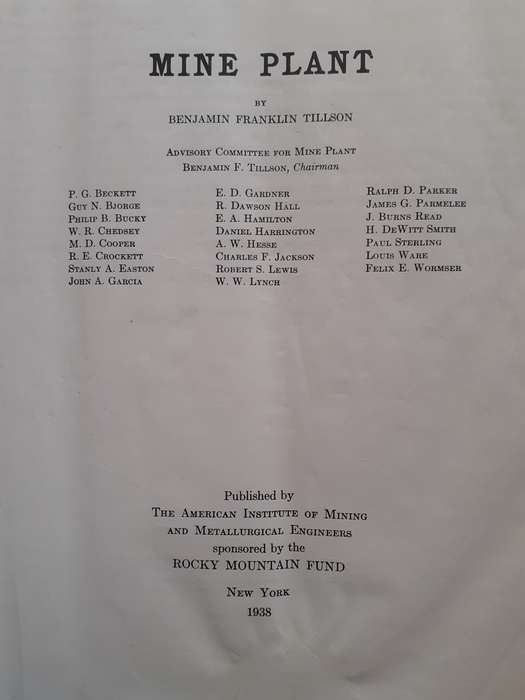 MINE PLANT
BY
BENJAMIN FRANKLIN TILLSON
ADVISORY COMMITTEE FOR MINE PLANT
BENJAMIN F. TILLSON, Chairman
P. G. BECKETT
GUY N. BJORGE
PHILIP B. BUCKY
W. R. CHEDSEY
M. D. COOPER
R. E. CROCKETT
STANLY A. EASTON
JOHN A. GARCIA
E. D. GARDNER
R. DAWSON HALL
E. A. HAMILTON
DANIEL HARRINGTON
A. W. HESSE
CHARLES F. JACKSON
ROBERT S. LEWIS
W. W. LYNCH
RALPH D. PARKER
JAMES G. PARMELEE
J. BURNS READ
H. DEWITT SMITH
PAUL STERLING
LOUIS WARE
FELIX E. WORMSER
Published by
THE AMERICAN INSTITUTE OF MINING
AND METALLURGICAL ENGINEERS
sponsored by the
ROCKY MOUNTAIN FUND
NEW YORK
1938